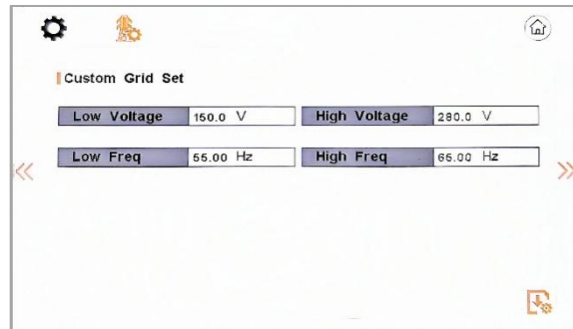 Custom Grid Set
Low Voltage 150.0 V High Voltage 280.0 V
Low Freq 55.00 Hz High Freq 65.00 Hz